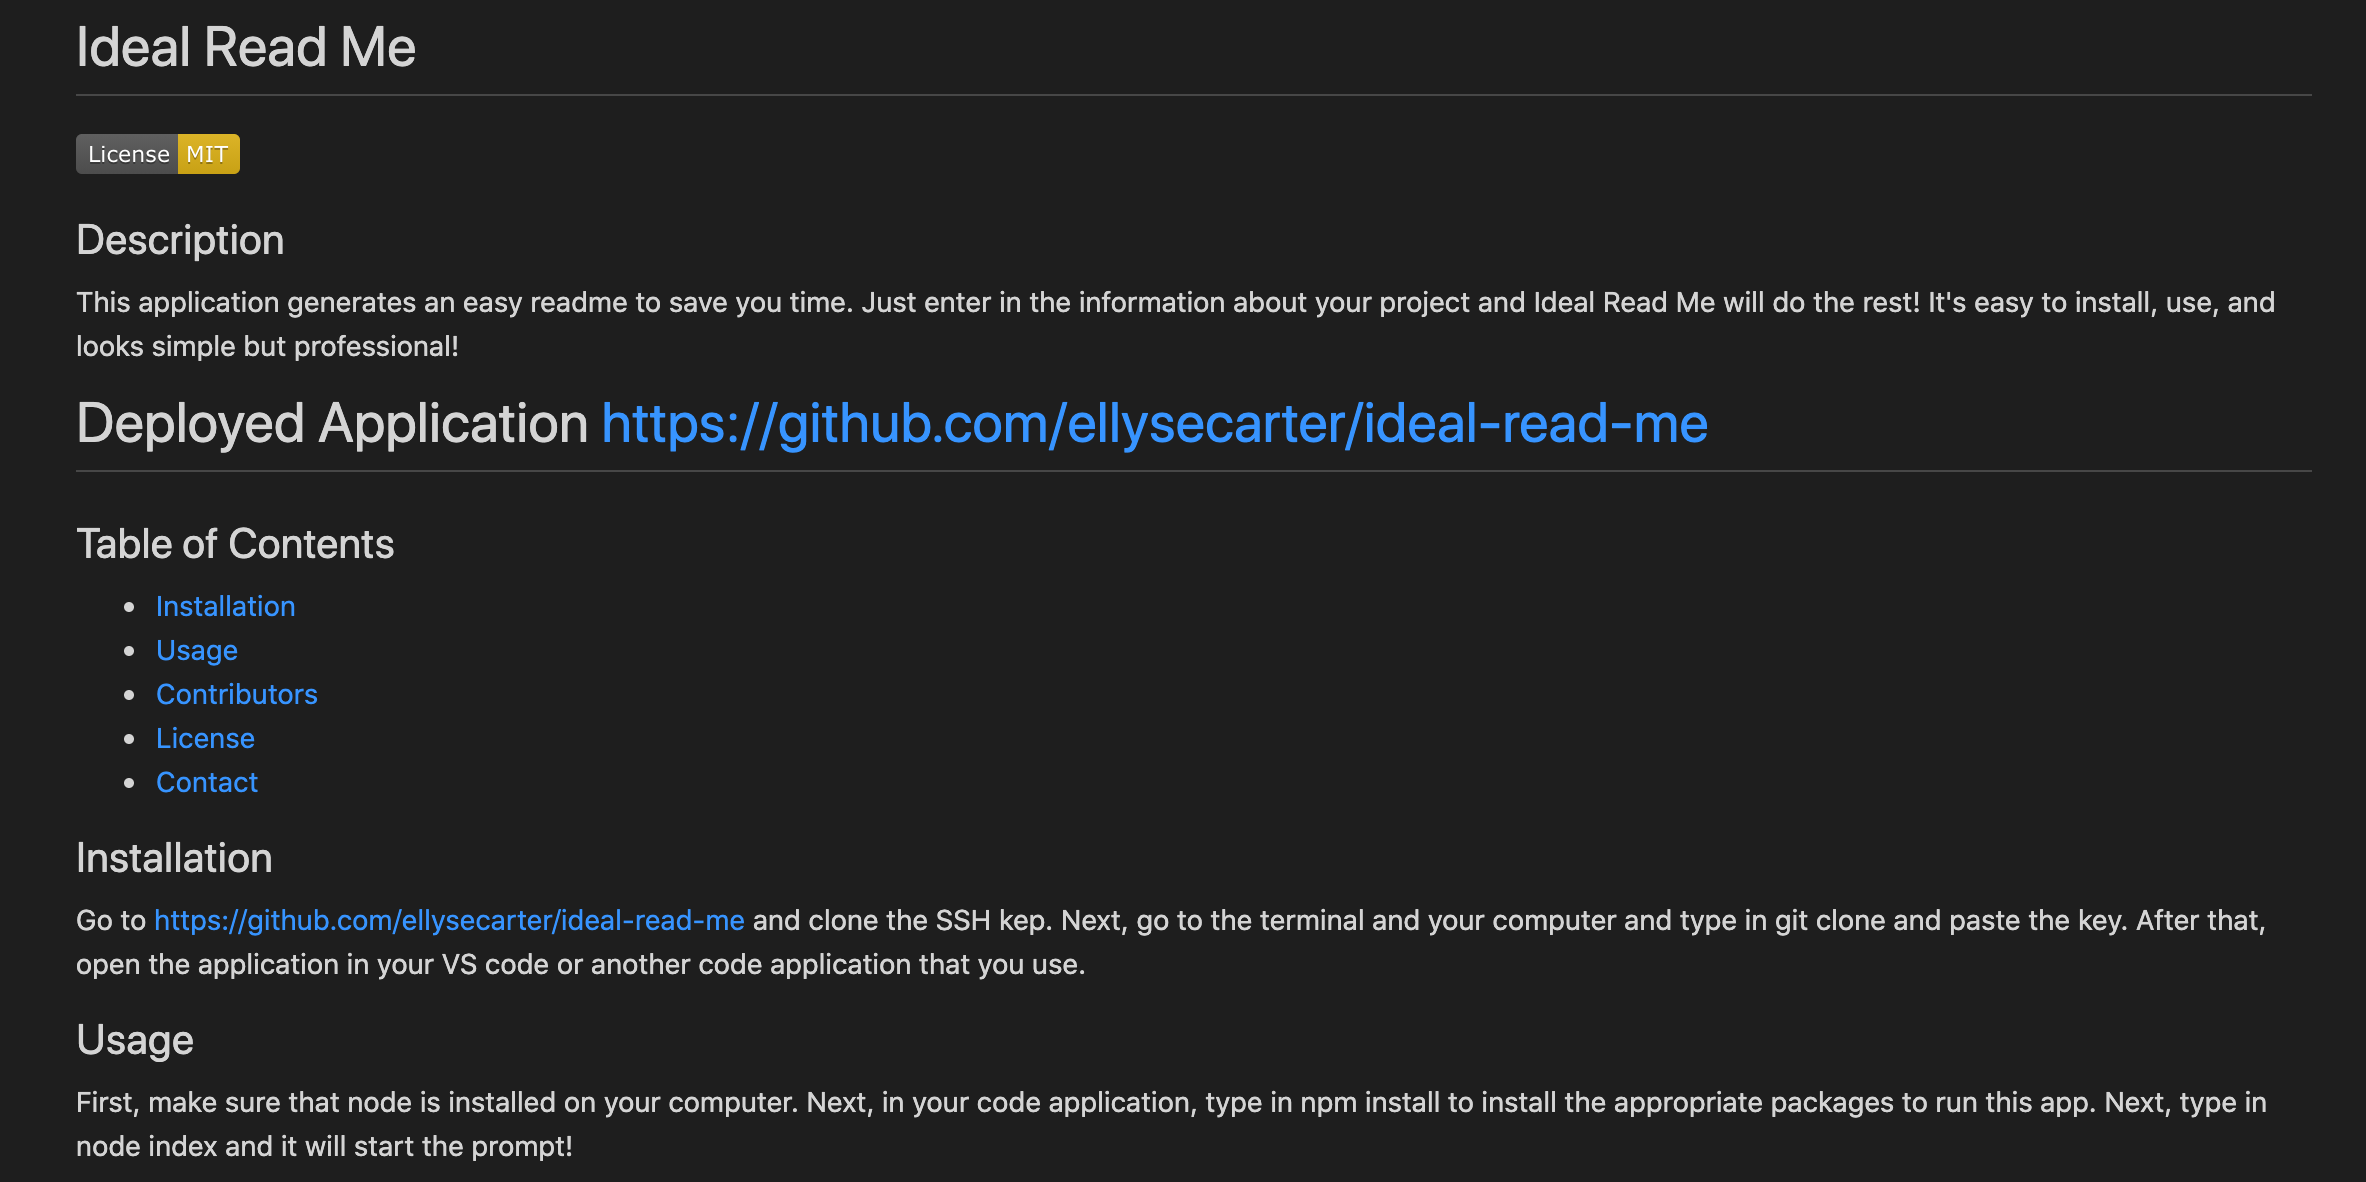 Ideal Read Me
License MIT
Description
This application generates an easy readme to save you time. Just enter in the information about your project and Ideal Read Me will do the rest! It's easy to install, use, and
looks simple but professional!
Deployed Application https://github.com/ellysecarter/ideal-read-me
Table of Contents
Installation
Usage
Contributors
License
Contact
Installation
Go to https://github.com/ellysecarter/ideal-read-me and clone the SSH kep. Next, go to the terminal and your computer and type in git clone and paste the key. After that,
open the application in your VS code or another code application that you use.
Usage
First, make sure that node is installed on your computer. Next, in your code application, type in npm install to install the appropriate packages to run this app. Next, type in
node index and it will start the prompt!